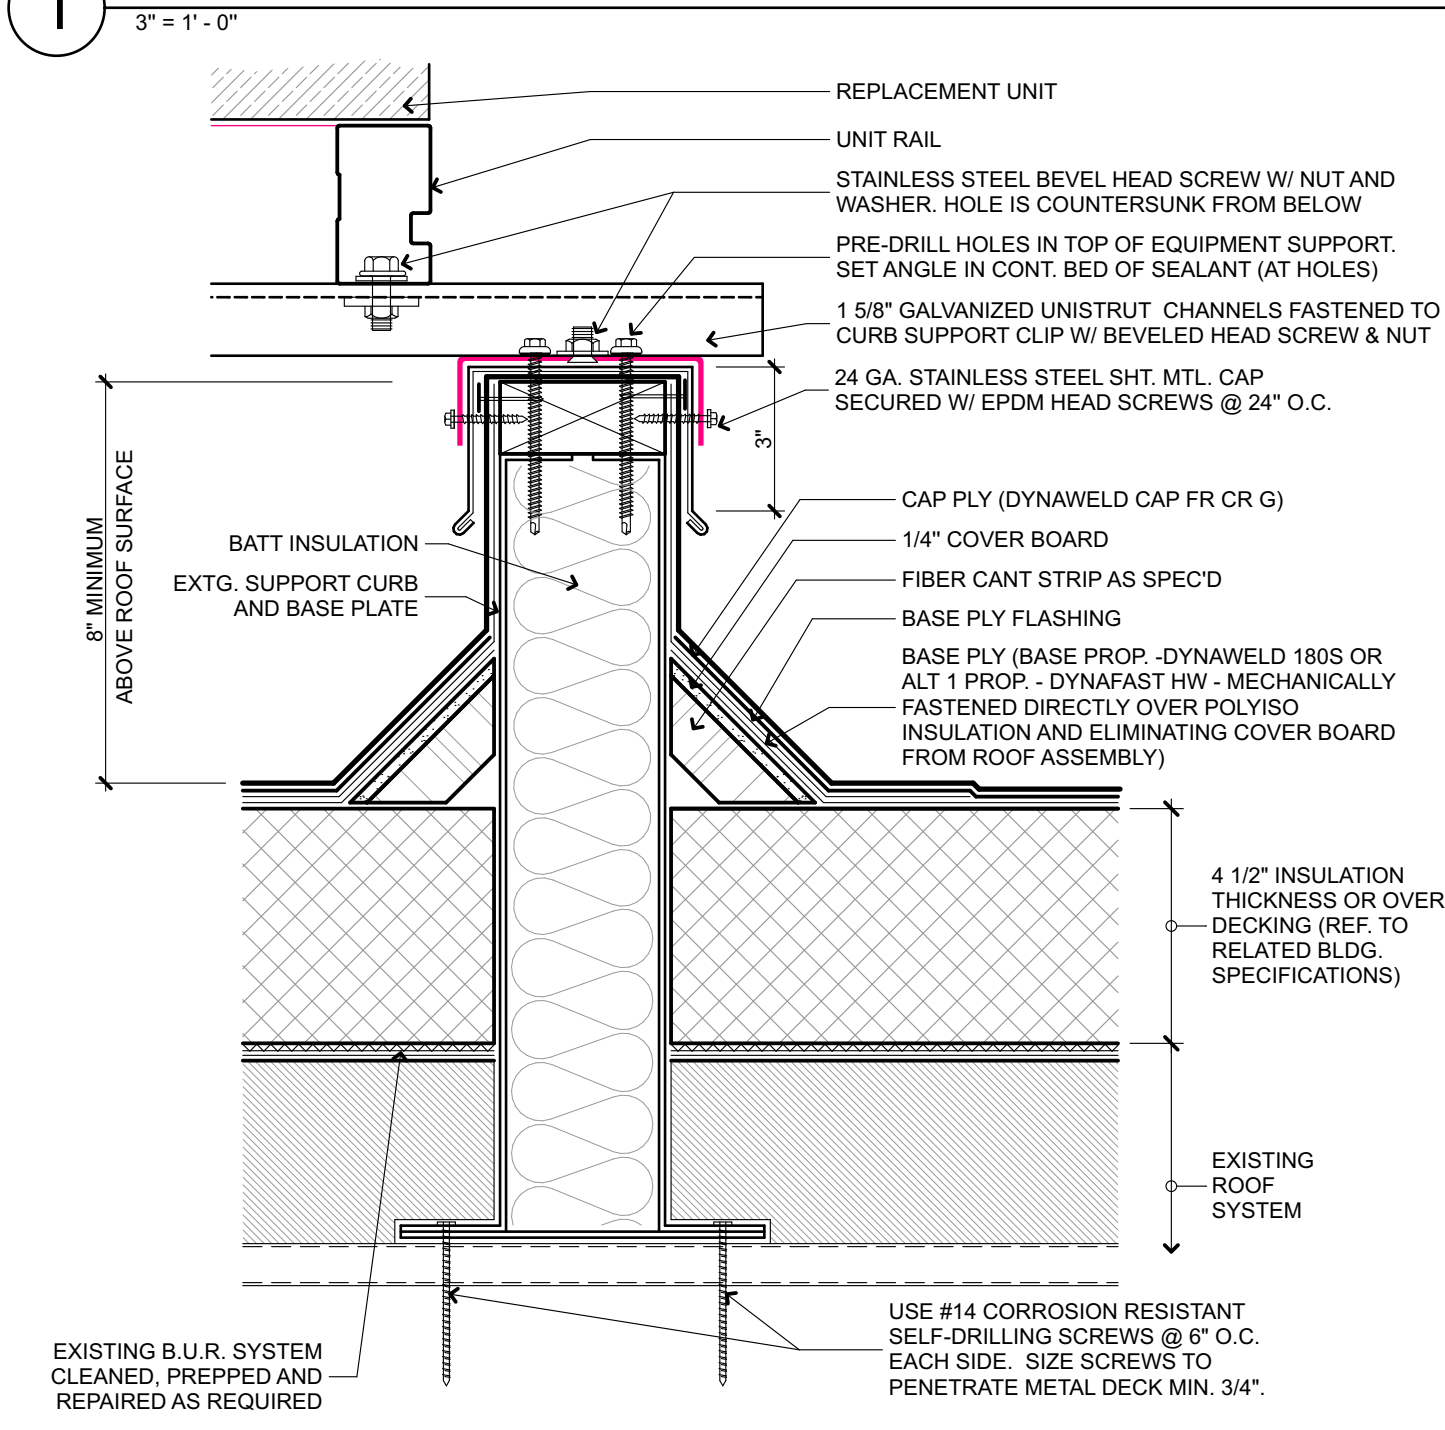 1
3" = 1' - 0"
REPLACEMENT UNIT
UNIT RAIL
STAINLESS STEEL BEVEL HEAD SCREW W/ NUT AND
WASHER. HOLE IS COUNTERSUNK FROM BELOW
PRE-DRILL HOLES IN TOP OF EQUIPMENT SUPPORT.
SET ANGLE IN CONT. BED OF SEALANT (AT HOLES)
1 5/8" GALVANIZED UNISTRUT CHANNELS FASTENED TO
CURB SUPPORT CLIP W/ BEVELED HEAD SCREW & NUT
24 GA. STAINLESS STEEL SHT. MTL. CAP
SECURED W/ EPDM HEAD SCREWS @ 24" O.C.
3"
8" MINIMUM
ABOVE ROOF SURFACE
BATT INSULATION
EXTG. SUPPORT CURB
AND BASE PLATE
CAP PLY (DYNAWELD CAP FR CR G)
1/4" COVER BOARD
FIBER CANT STRIP AS SPEC'D
BASE PLY FLASHING
BASE PLY (BASE PROP. -DYNAWELD 180S OR
ALT 1 PROP. - DYNAFAST HW - MECHANICALLY
FASTENED DIRECTLY OVER POLYISO
INSULATION AND ELIMINATING COVER BOARD
FROM ROOF ASSEMBLY)
4 1/2" INSULATION
THICKNESS OR OVER
DECKING (REF. TO
RELATED BLDG.
SPECIFICATIONS)
EXISTING
ROOF
SYSTEM
EXISTING B.U.R. SYSTEM
CLEANED, PREPPED AND
REPAIRED AS REQUIRED
USE #14 CORROSION RESISTANT
SELF-DRILLING SCREWS @ 6" O.C.
EACH SIDE. SIZE SCREWS TO
PENETRATE METAL DECK MIN. 3/4".